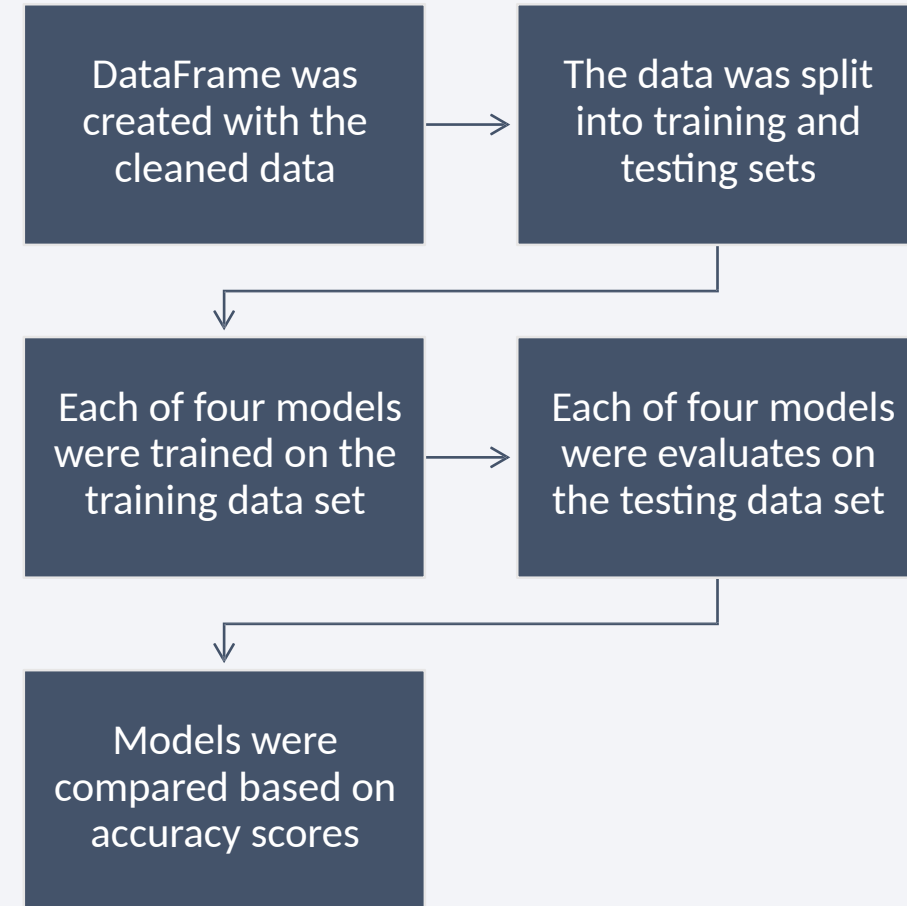 DataFrame was
created with the
cleaned data
The data was split
into training and
testing sets
Each of four models
were trained on the
training data set
Each of four models
were evaluates on
the testing data set
Models were
compared based on
accuracy scores